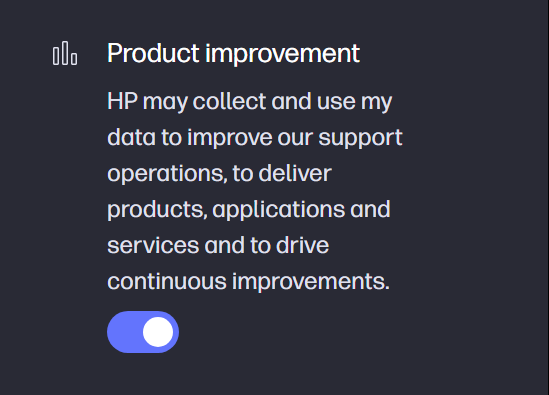 Product improvement
HP may collect and use my
data to improve our support
operations, to deliver
products, applications and
services and to drive
continuous improvements.